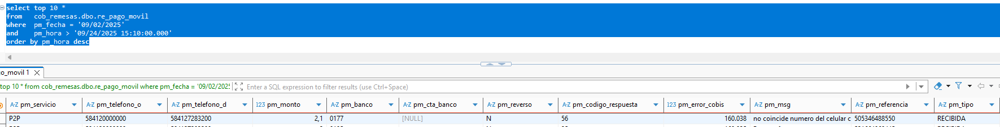 select top 10 *
from   cob_remesas.dbo.re_pago_movil
where  pm_fecha = '09/02/2025'
and    pm_hora > '09/24/2025 15:10:00.000'
order by pm_hora desc
o_movil 1
top 10 * from cob_remesas.dbo.re_pago_movil where pm_fecha = '09/02/2025 Enter a SQL expression to filter results (use Ctrl+Space)
A-Z pm_servicio A-Z pm_telefono_o A-Z pm_telefono_d 123 pm_monto A-Z pm_banco A-Z pm_cta_banco A-Z pm_reverso A-Z pm_codigo_respuesta 123 pm_error_cobis A-Z pm_msg A-Z pm_referencia A-Z pm_tipo
P2P 584120000000 584127283200 2,1 0177 [NULL] N 56 160.038 no coincide numero del celular c 505346488550 RECIBIDA